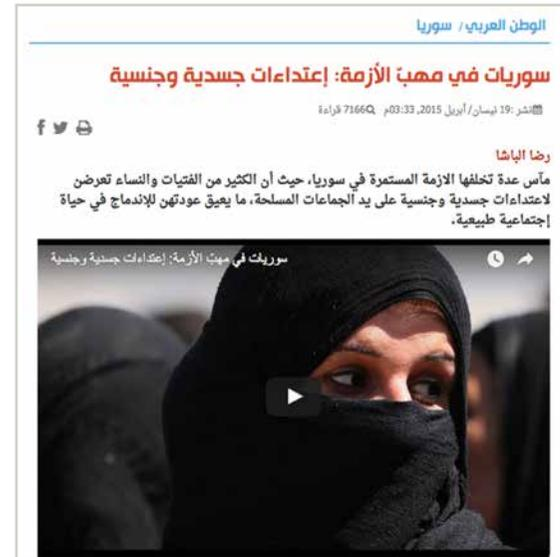 الوطن العربي / سوريا
سوريات في مهبّ الأزمة: إعتداءات جسدية وجنسية
نشر :19 نيسان/ أبريل 2015, 03:33م 7166 قراءة
رضا الباشا
مآس عدة تخلفها الازمة المستمرة في سوريا، حيث أن الكثير من الفتيات والنساء تعرضن
لاعتداءات جسدية وجنسية على يد الجماعات المسلحة، ما يعيق عودتهن للإندماج في حياة
إجتماعية طبيعية.
سوريات في مهبّ الأزمة: إعتداءات جسدية وجنسية